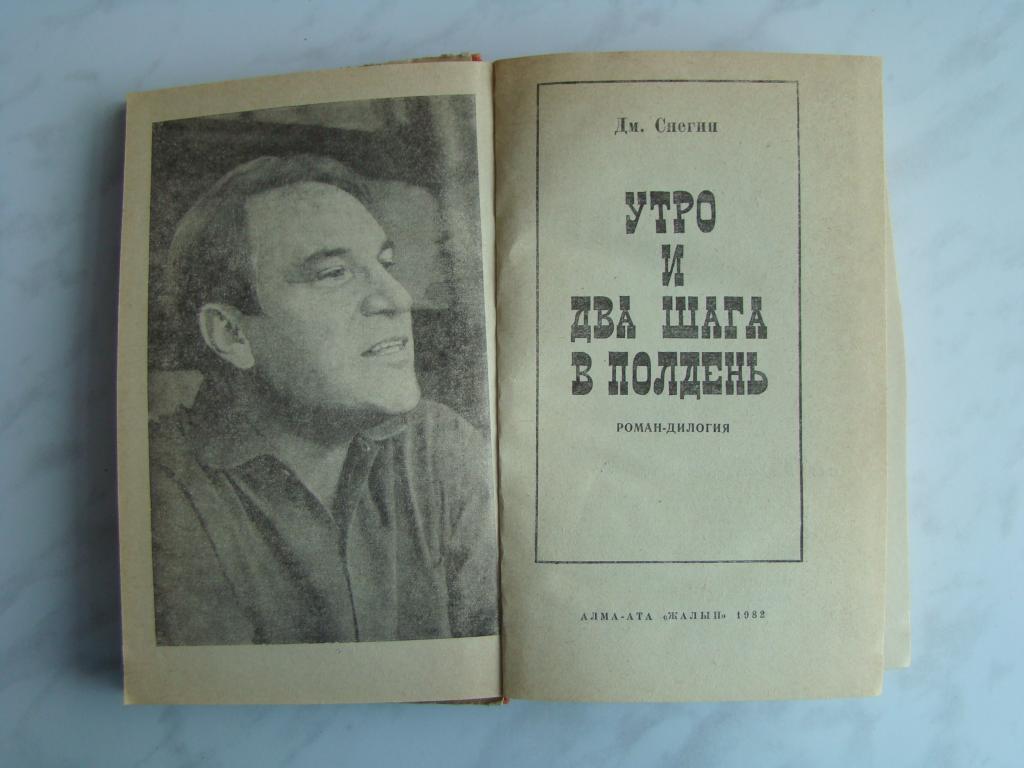 Дм. Снегин
УТРО
И
ДВА ШАГА
В ПОЛДЕНЬ
РОМАН-ДИЛОГИЯ
АЛМА-АТА «ЖАЛЫН» 1982